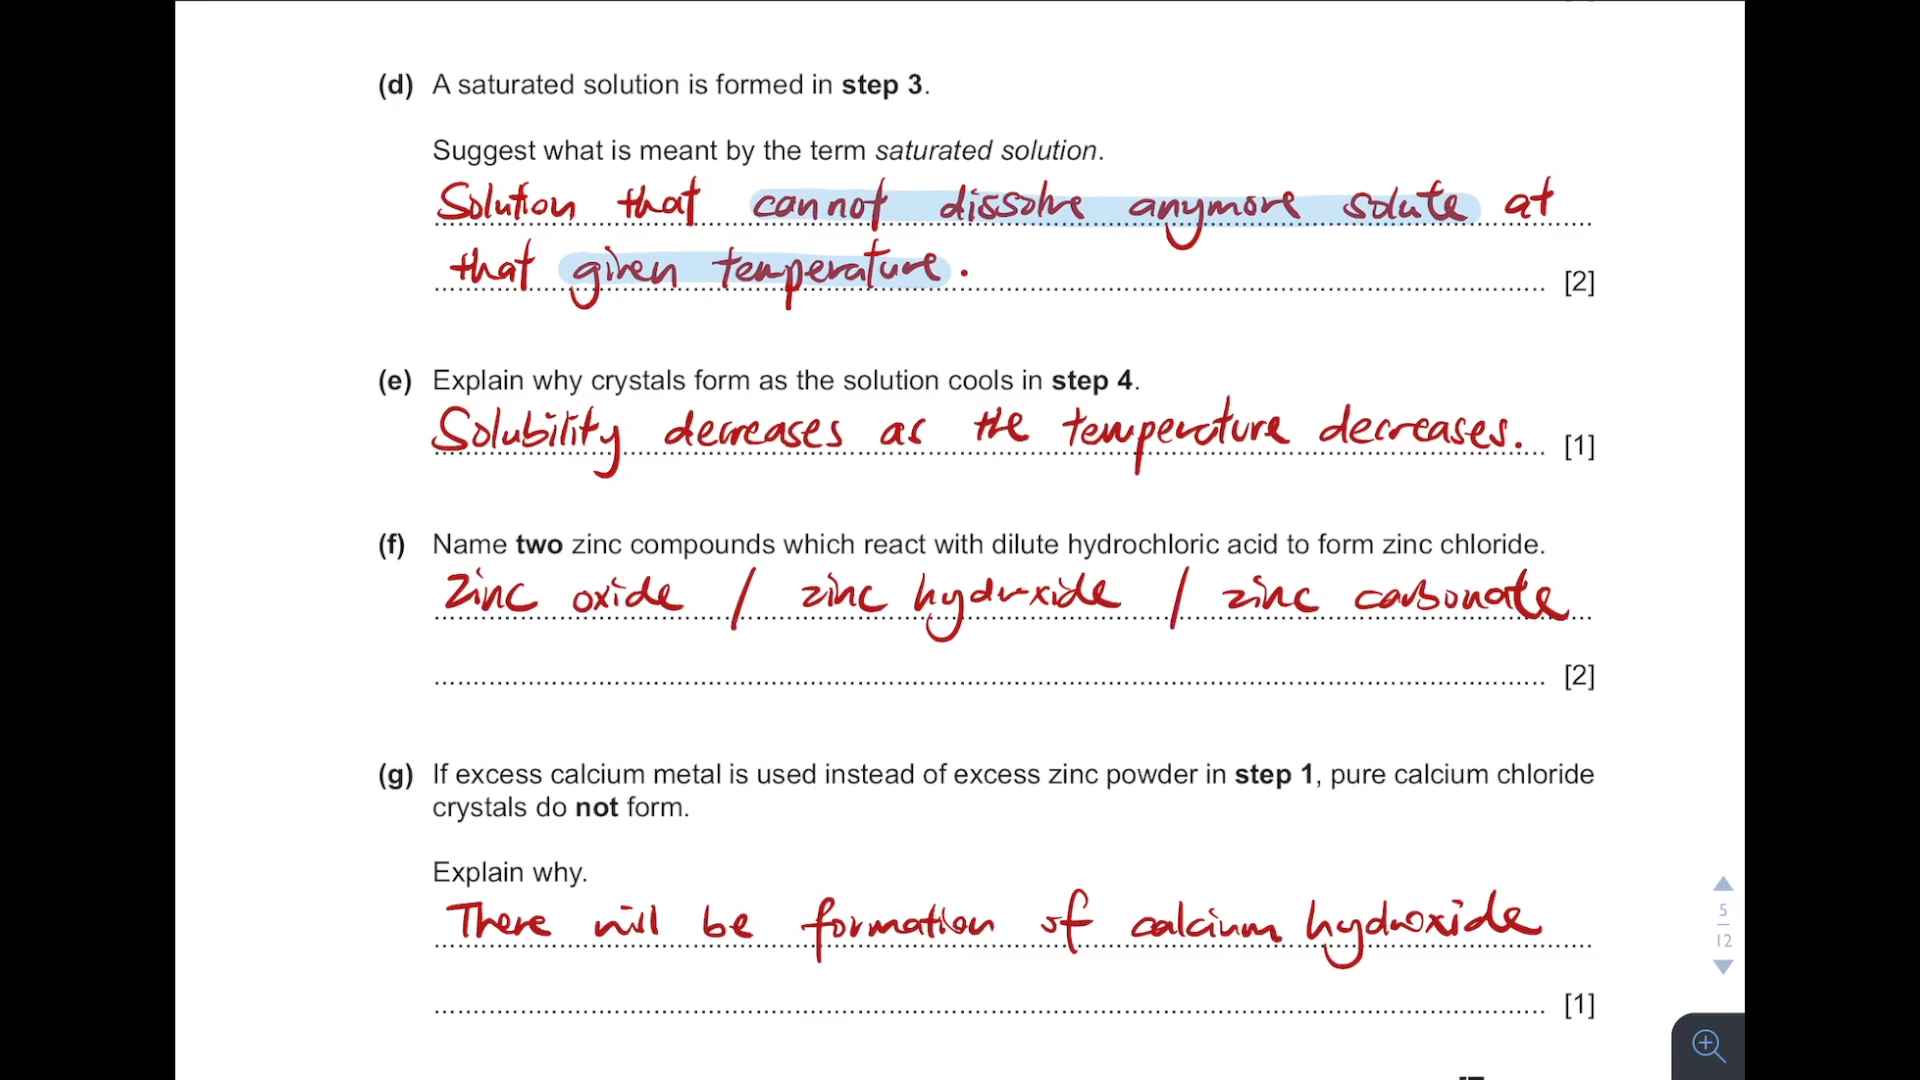 (d) A saturated solution is formed in step 3.
Suggest what is meant by the term saturated solution.
Solution that cannot dissolve anymore solute at
that given temperature. [2]
(e) Explain why crystals form as the solution cools in step 4.
Solubility decreases as the temperature decreases. [1]
(f) Name two zinc compounds which react with dilute hydrochloric acid to form zinc chloride.
Zinc oxide / zinc hydroxide / zinc carbonate
[2]
(g) If excess calcium metal is used instead of excess zinc powder in step 1, pure calcium chloride
crystals do not form.
Explain why.
There will be formation of calcium hydroxide
[1]
5
12